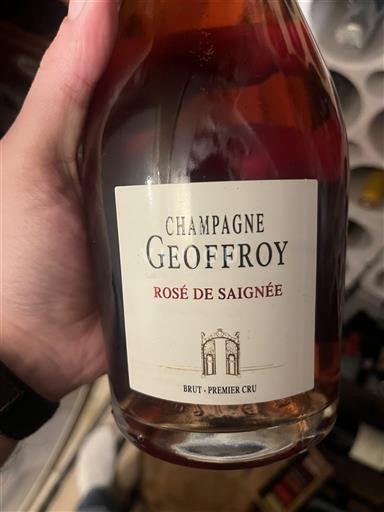 CHAMPAGNE
GEOFFROY
ROSÉ DE SAIGNÉE
BRUT - PREMIER CRU